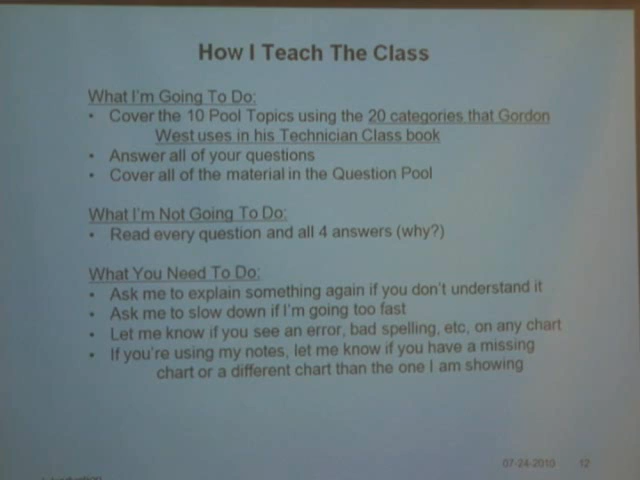 How I Teach The Class
What I'm Going To Do:
• Cover the 10 Pool Topics using the 20 categories that Gordon
West uses in his Technician Class book
• Answer all of your questions
• Cover all of the material in the Question Pool
What I'm Not Going To Do:
• Read every question and all 4 answers (why?)
What You Need To Do:
• Ask me to explain something again if you don't understand it
• Ask me to slow down if I'm going too fast
• Let me know if you see an error, bad spelling, etc, on any chart
• If you're using my notes, let me know if you have a missing
chart or a different chart than the one I am showing
07-24-2010 12